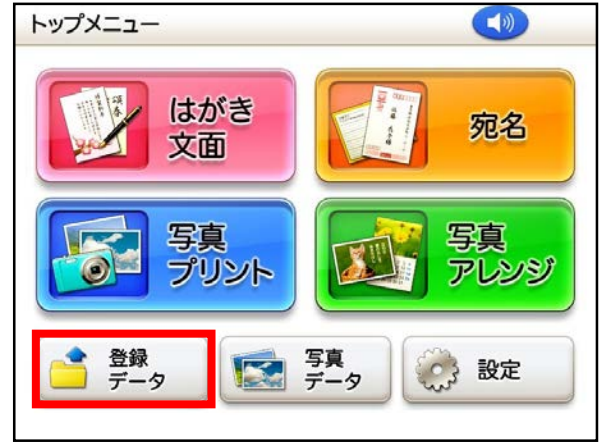 トップメニュー
はがき
文面
宛名
写真
プリント
写真
アレンジ
登録
データ
写真
データ
設定